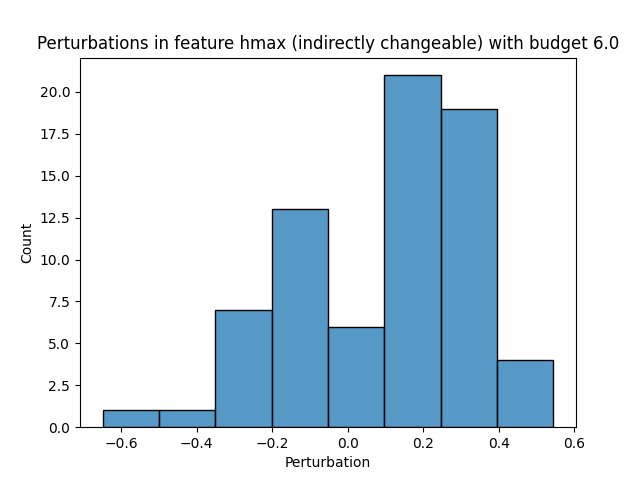 Perturbations in feature hmax (indirectly changeable) with budget 6.0
20.0
17.5
15.0
12.5
10.0
7.5
5.0
2.5
0.0
Count
−0.6 −0.4 −0.2 0.0 0.2 0.4 0.6
Perturbation